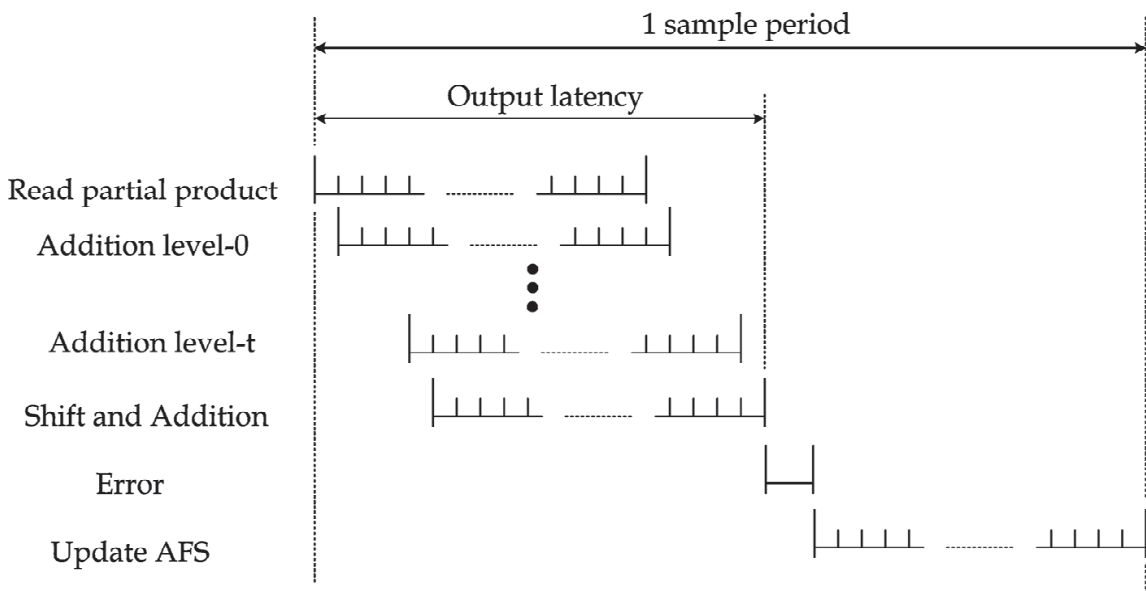 1 sample period
Output latency
Read partial product
Addition level-0
Addition level-t
Shift and Addition
Error
Update AFS